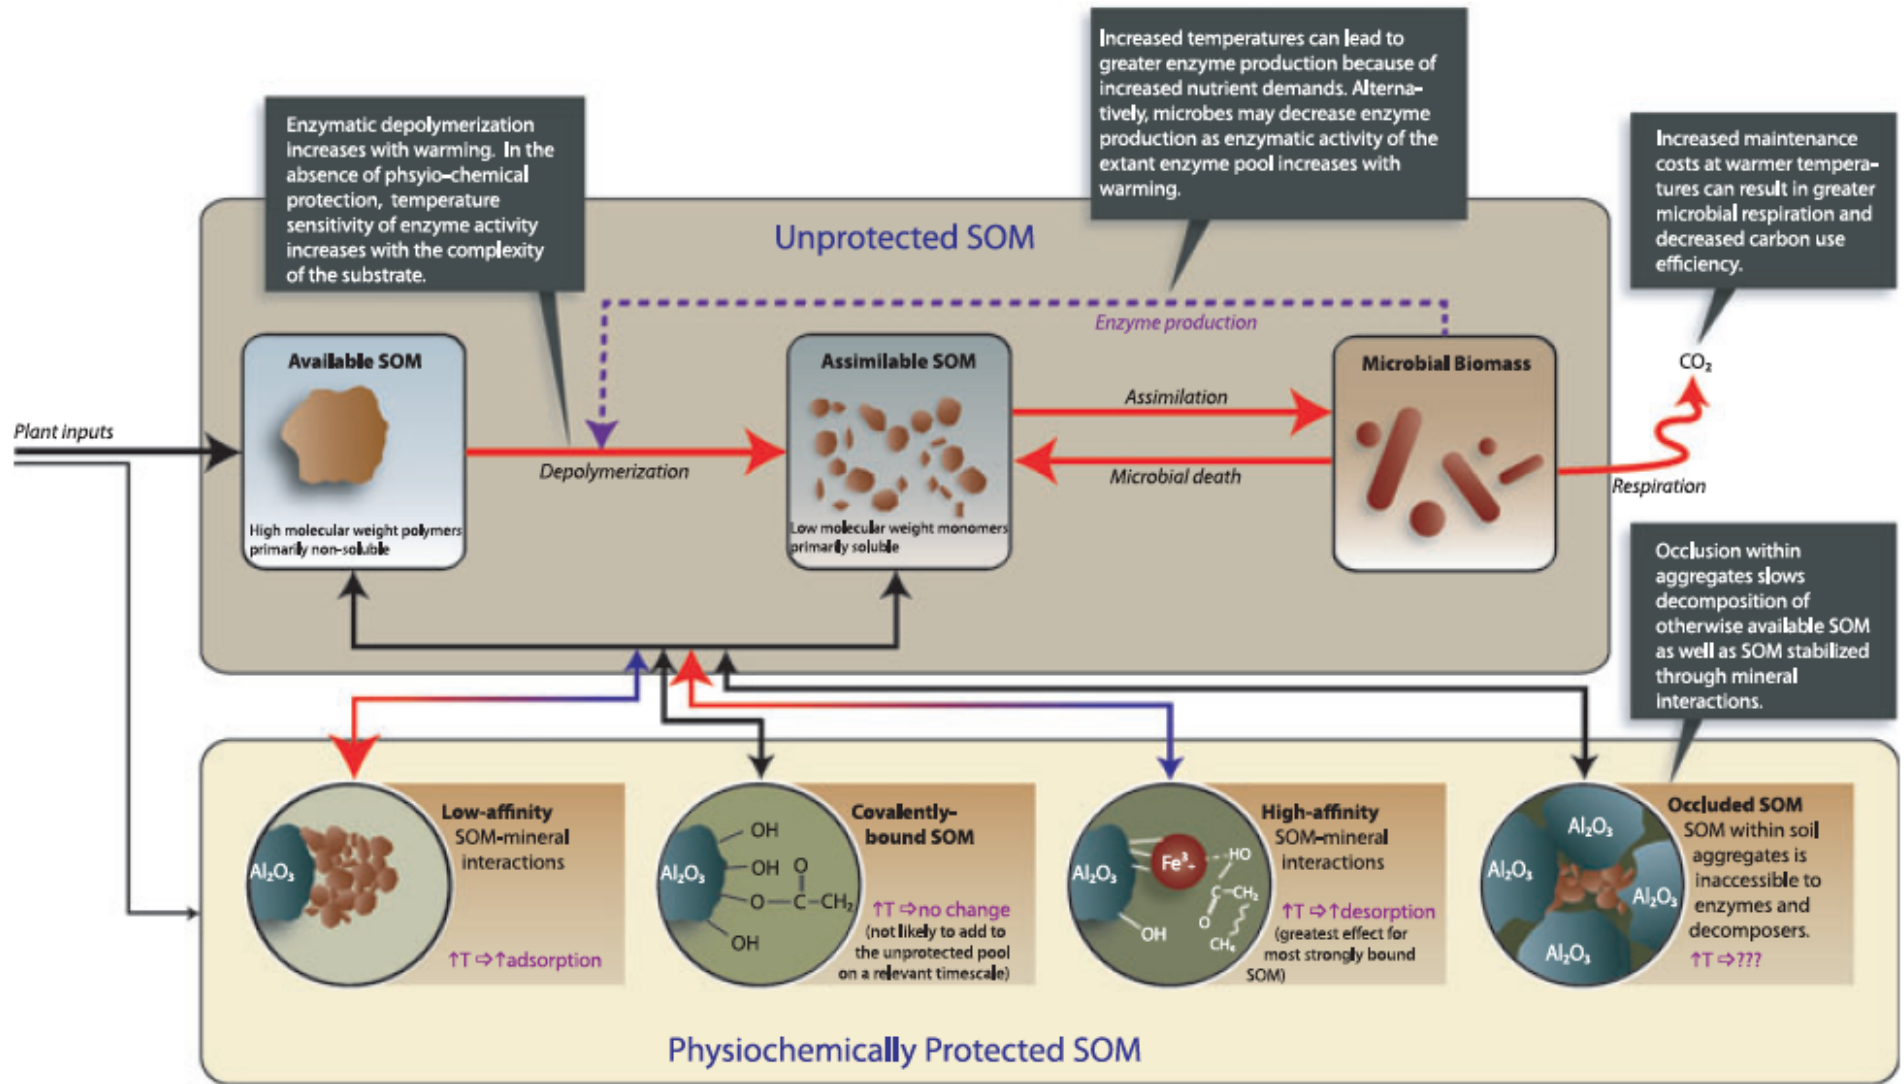 Increased temperatures can lead to
greater enzyme production because of
increased nutrient demands. Alterna-
tively, microbes may decrease enzyme
production as enzymatic activity of the
extant enzyme pool increases with
warming.
Enzymatic depolymerization
increases with warming. In the
absence of phsyio-chemical
protection, temperature
sensitivity of enzyme activity
increases with the complexity
of the substrate.
Increased maintenance
costs at warmer tempera-
tures can result in greater
microbial respiration and
decreased carbon use
efficiency.
Unprotected SOM
Enzyme production
Available SOM
High molecular weight polymers
primarily non-soluble
Assimilable SOM
Low molecular weight monomers
primarily soluble
Microbial Biomass
CO₂
Plant inputs
Depolymerization
Assimilation
Microbial death
Respiration
Occlusion within
aggregates slows
decomposition of
otherwise available SOM
as well as SOM stabilized
through mineral
interactions.
Al₂O₃
Low-affinity
SOM-mineral
interactions
↑T ⇨↑adsorption
Al₂O₃
OH
OH
O
O—C—CH₂
OH
Covalently-
bound SOM
↑T ⇨no change
(not likely to add to
the unprotected pool
on a relevant timescale)
Al₂O₃
Fe³₊
HO
C—CH₂
O
OH
High-affinity
SOM-mineral
interactions
↑T ⇨↑desorption
(greatest effect for
most strongly bound
SOM)
Al₂O₃
Al₂O₃
Al₂O₃
Al₂O₃
Occluded SOM
SOM within soil
aggregates is
inaccessible to
enzymes and
decomposers.
↑T ⇨???
Physiochemically Protected SOM